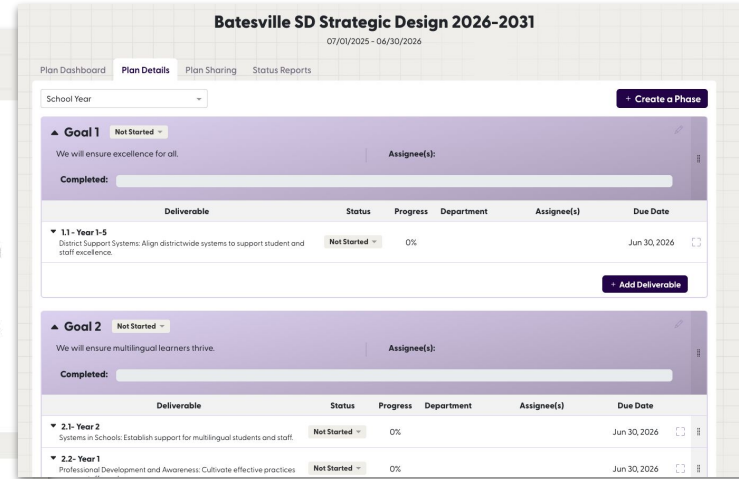 Batesville SD Strategic Design 2026-2031
07/01/2025 - 06/30/2026
Plan Dashboard Plan Details Plan Sharing Status Reports
School Year + Create a Phase
Goal 1 Not Started
We will ensure excellence for all. Assignee(s):
Completed:
Deliverable Status Progress Department Assignee(s) Due Date
1.1 - Year 1-5
District Support Systems: Align districtwide systems to support student and
staff excellence.
Not Started 0% Jun 30, 2026
+ Add Deliverable
Goal 2 Not Started
We will ensure multilingual learners thrive. Assignee(s):
Completed:
Deliverable Status Progress Department Assignee(s) Due Date
2.1- Year 2
Systems in Schools: Establish support for multilingual students and staff.
Not Started 0% Jun 30, 2026
2.2- Year 1
Professional Development and Awareness: Cultivate effective practices
Not Started 0% Jun 30, 2026